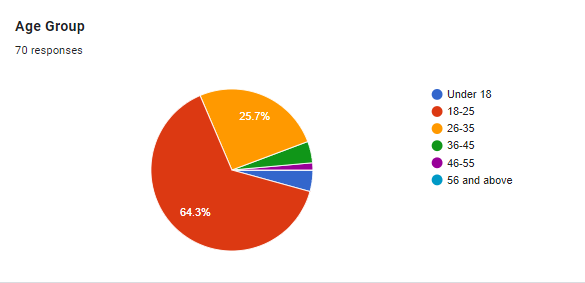 Age Group
70 responses
25.7%
64.3%
Under 18
18-25
26-35
36-45
46-55
56 and above